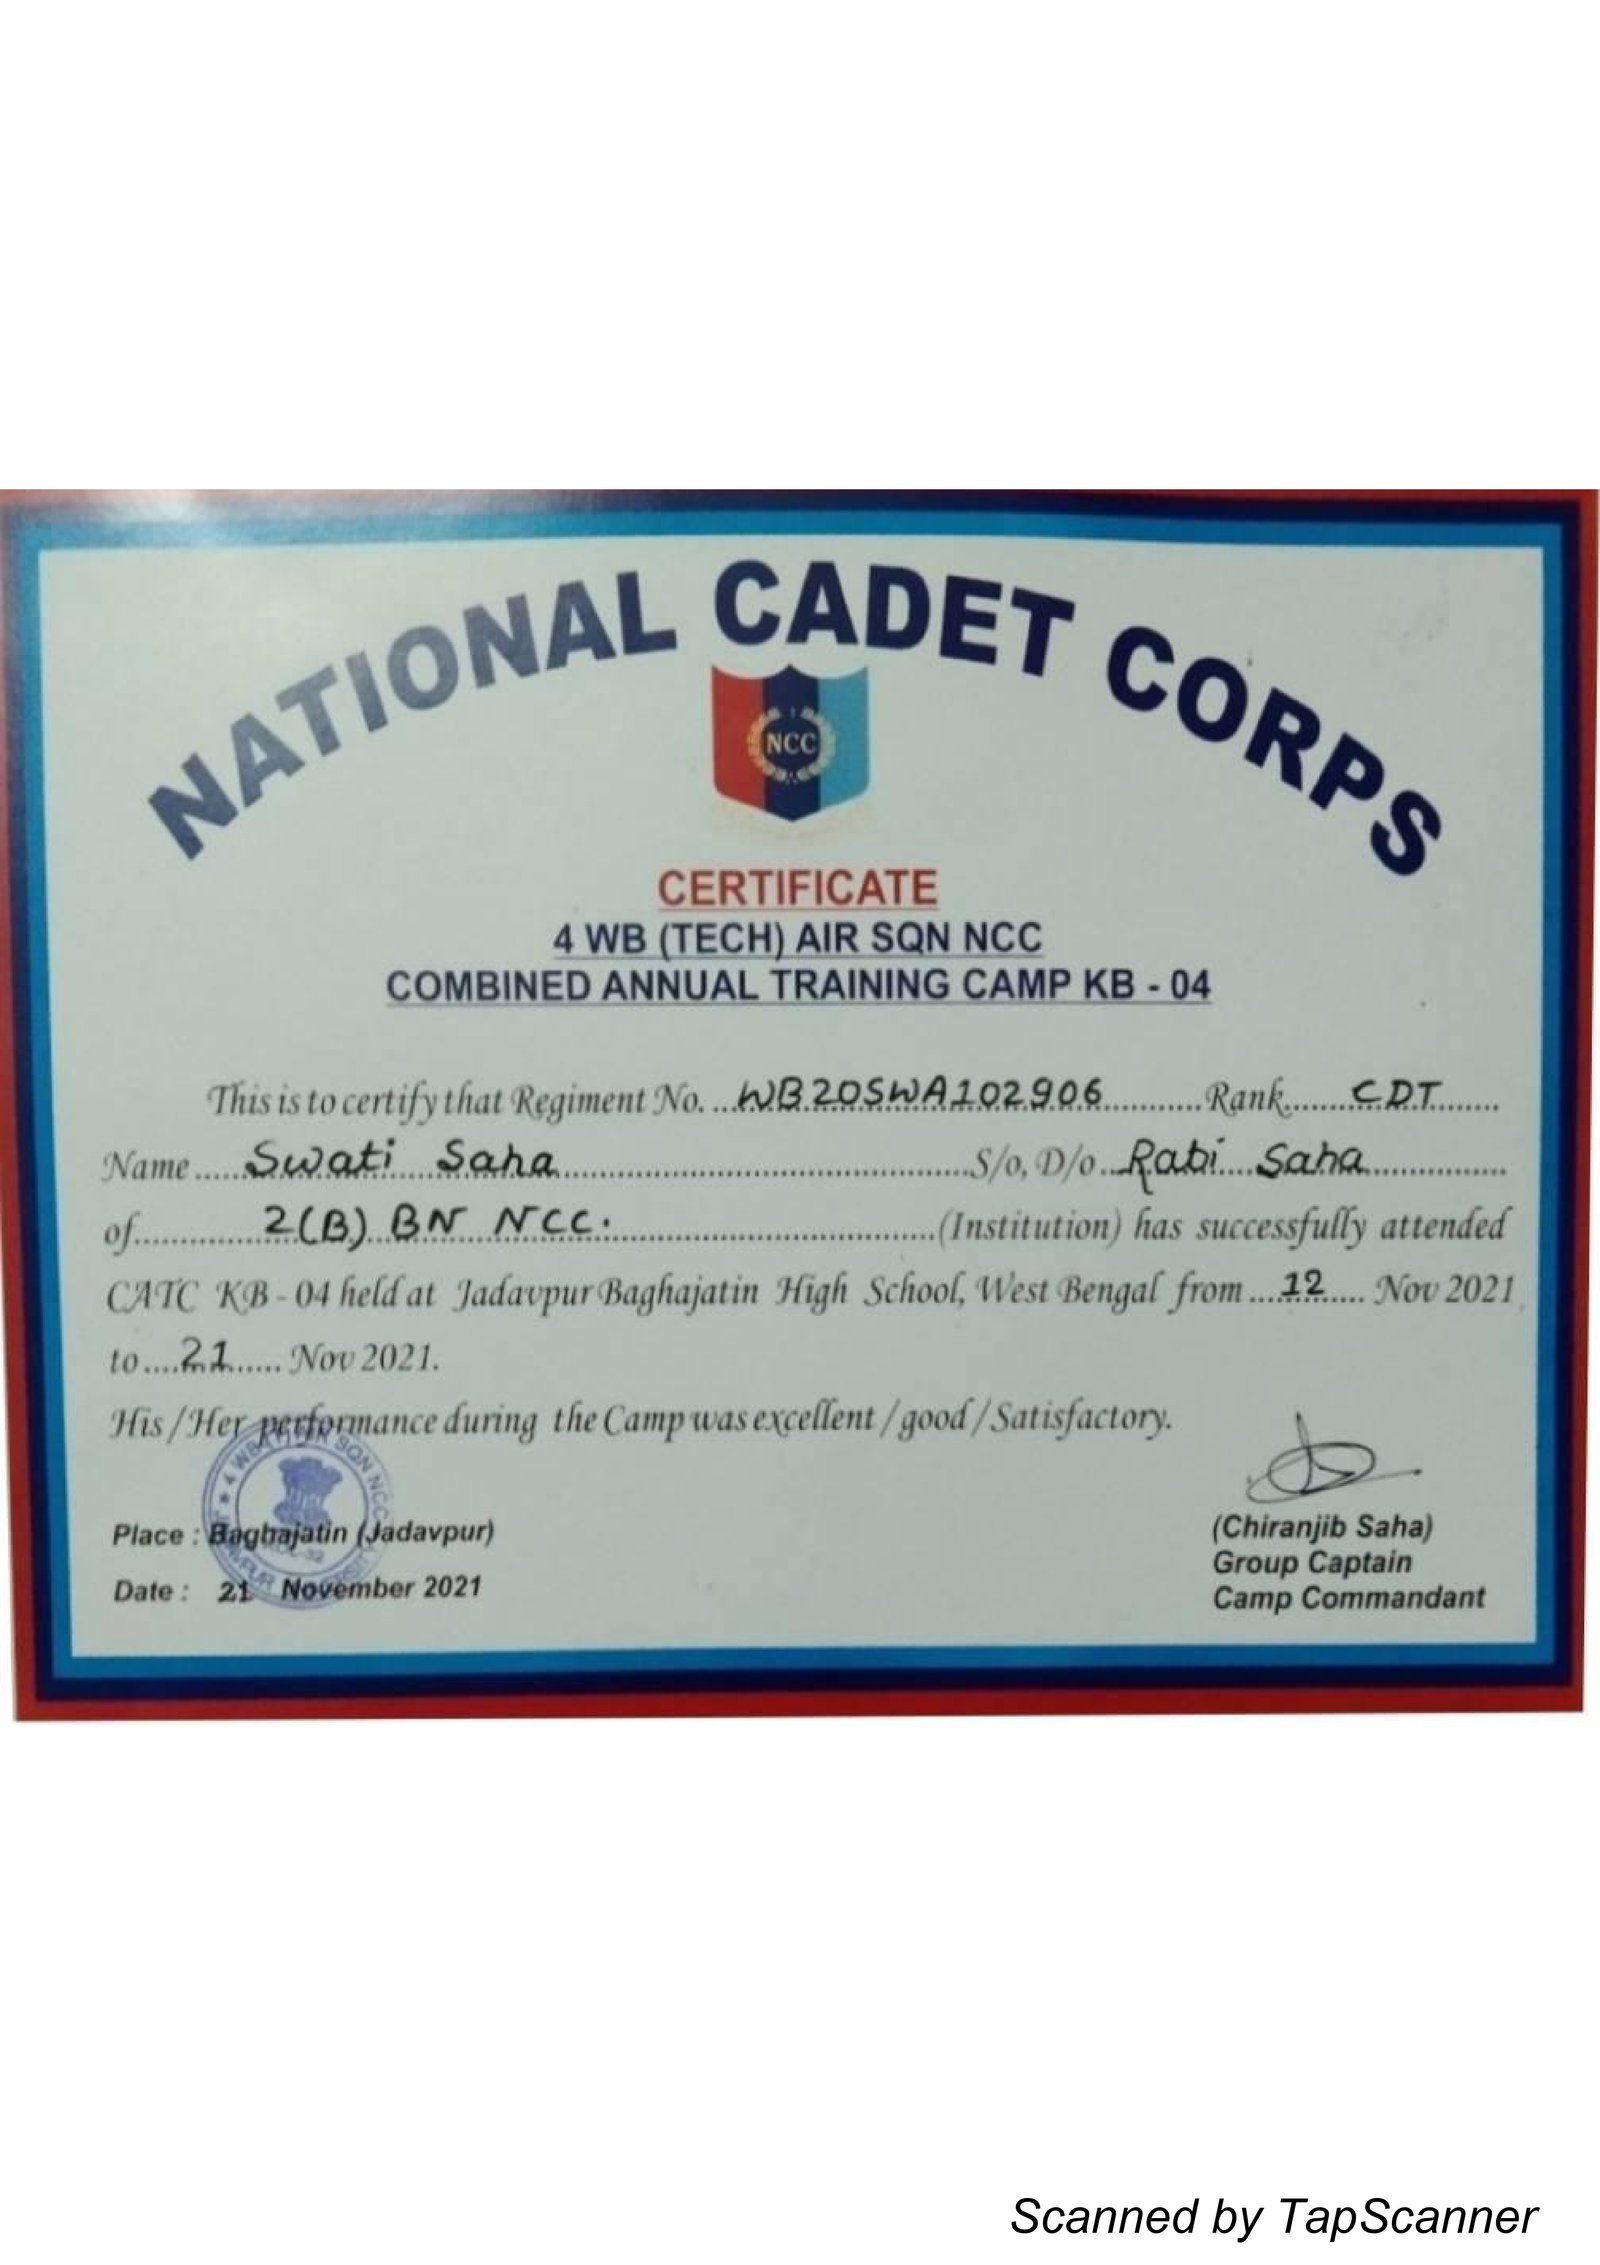 NATIONAL CADET CORPS
NCC
CERTIFICATE
4 WB (TECH) AIR SQN NCC
COMBINED ANNUAL TRAINING CAMP KB - 04
This is to certify that Regiment No. ...WB20SWA102906............Rank.......CDT........
Name.....Swati Saha...........................................S/o, D/o...Rabi Saha...............
of................2(B) BN NCC.....................................(Institution) has successfully attended
CATC KB - 04 held at Jadavpur Baghajatin High School, West Bengal from ....12...... Nov 2021
to....21...... Nov 2021.
His / Her performance during the Camp was excellent / good / Satisfactory.
4 WB SQN NCC
(Chiranjib Saha)
Place : Baghajatin (Jadavpur)
Group Captain
Date : 21 November 2021
Camp Commandant
Scanned by TapScanner